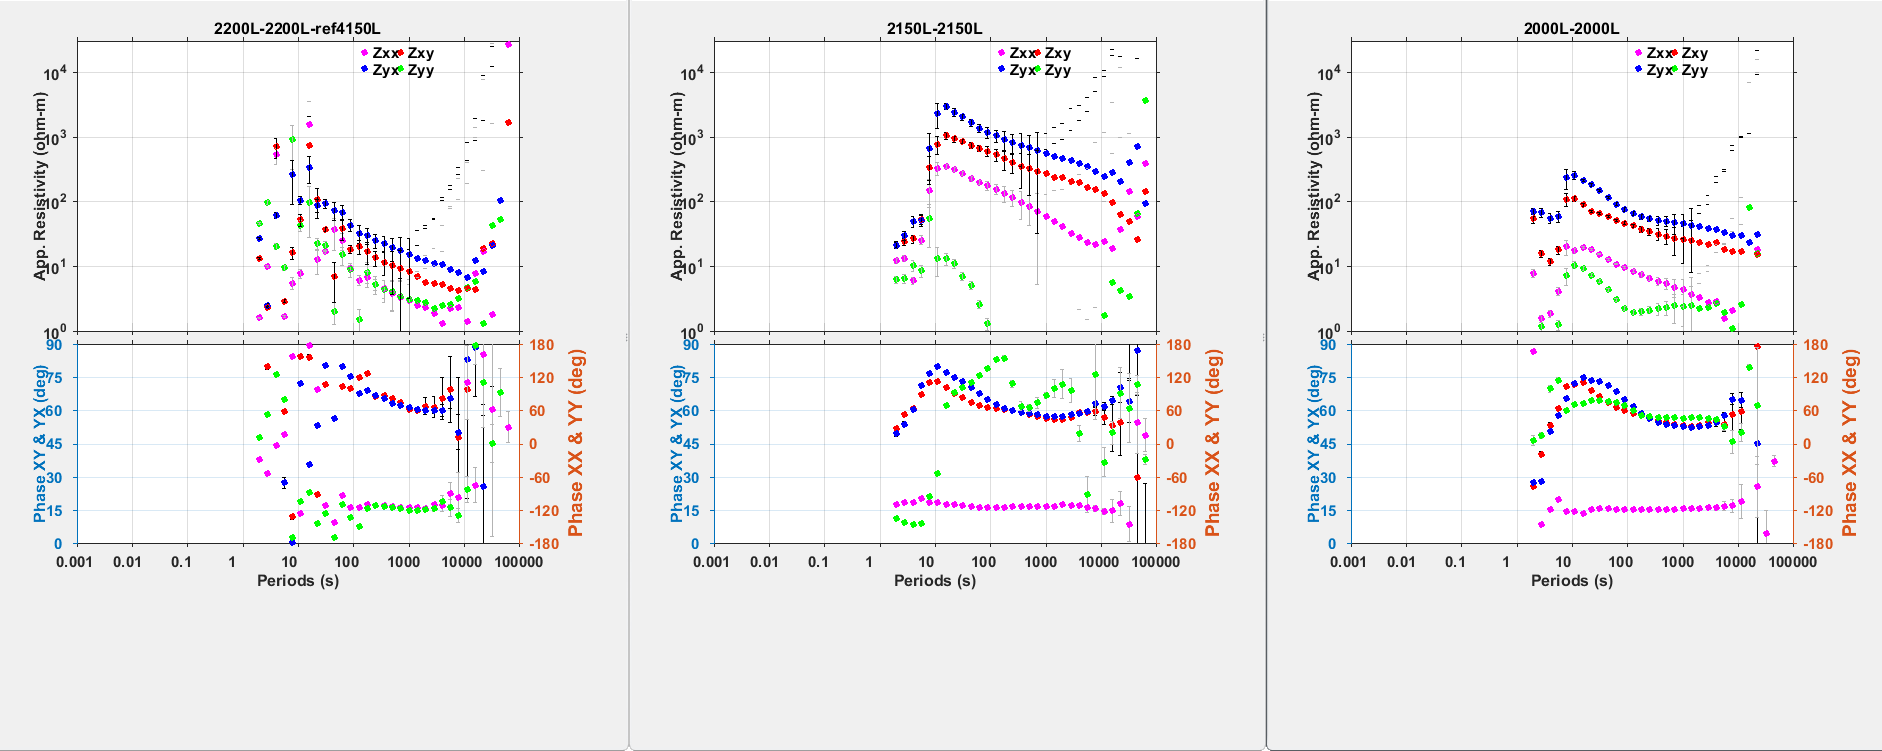 2200L-2200L-ref4150L
Zxx Zxy
Zyx Zyy
10^4
10^3
10^2
10^1
10^0
App. Resistivity (ohm-m)
90
75
60
45
30
15
0
Phase XY & YX (deg)
180
120
60
0
-60
-120
-180
Phase XX & YY (deg)
0.001 0.01 0.1 1 10 100 1000 10000 100000
Periods (s)
2150L-2150L
Zxx Zxy
Zyx Zyy
10^4
10^3
10^2
10^1
10^0
App. Resistivity (ohm-m)
90
75
60
45
30
15
0
Phase XY & YX (deg)
180
120
60
0
-60
-120
-180
Phase XX & YY (deg)
0.001 0.01 0.1 1 10 100 1000 10000 100000
Periods (s)
2000L-2000L
Zxx Zxy
Zyx Zyy
10^4
10^3
10^2
10^1
10^0
App. Resistivity (ohm-m)
90
75
60
45
30
15
0
Phase XY & YX (deg)
180
120
60
0
-60
-120
-180
Phase XX & YY (deg)
0.001 0.01 0.1 1 10 100 1000 10000 100000
Periods (s)